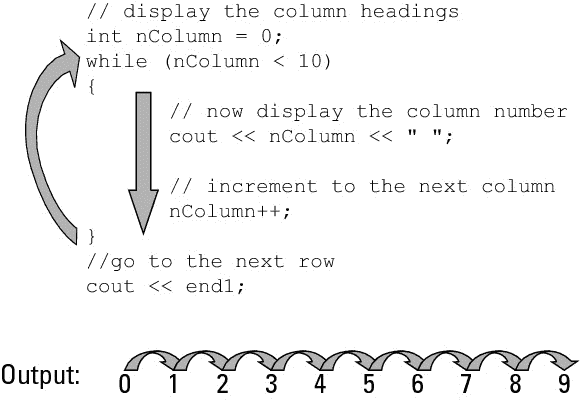 // display the column headings
int nColumn = 0;
while (nColumn < 10)
{
// now display the column number
cout << nColumn << " ";
// increment to the next column
nColumn++;
}
//go to the next row
cout << end1;
Output: 0 1 2 3 4 5 6 7 8 9